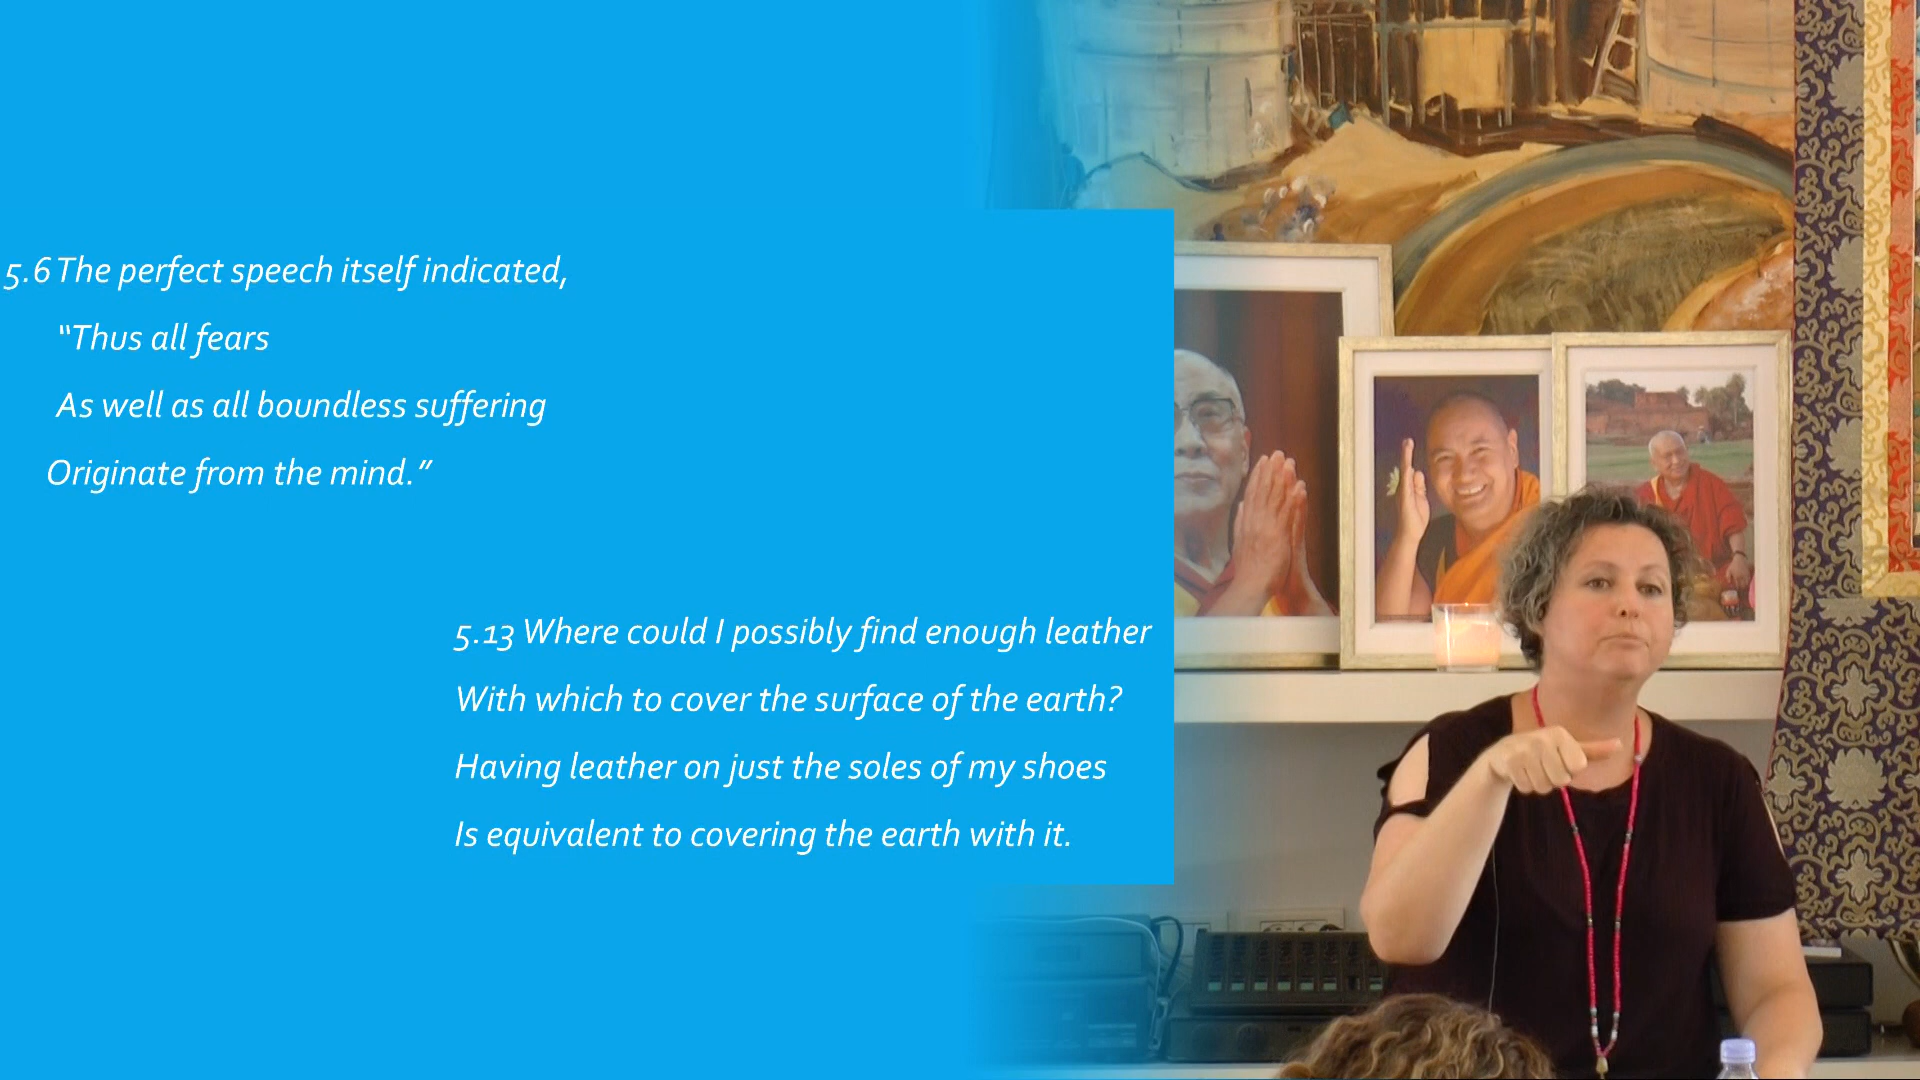 5.6 The perfect speech itself indicated,
“Thus all fears
As well as all boundless suffering
Originate from the mind.”
5.13 Where could I possibly find enough leather
With which to cover the surface of the earth?
Having leather on just the soles of my shoes
Is equivalent to covering the earth with it.